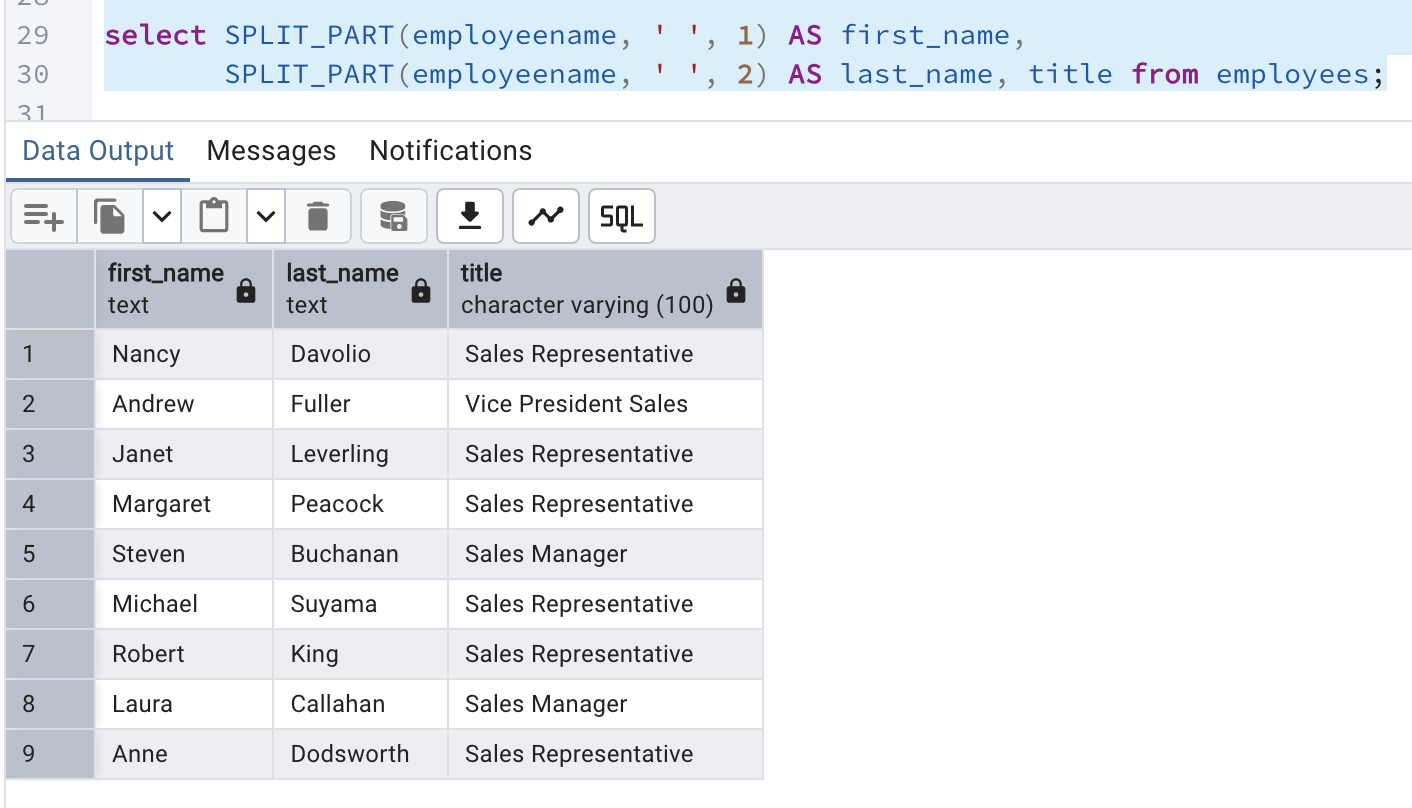 28
29 select SPLIT_PART(employeename, ' ', 1) AS first_name,
30 SPLIT_PART(employeename, ' ', 2) AS last_name, title from employees;
31
Data Output Messages Notifications
SQL
first_name last_name title
text text character varying (100)
1 Nancy Davolio Sales Representative
2 Andrew Fuller Vice President Sales
3 Janet Leverling Sales Representative
4 Margaret Peacock Sales Representative
5 Steven Buchanan Sales Manager
6 Michael Suyama Sales Representative
7 Robert King Sales Representative
8 Laura Callahan Sales Manager
9 Anne Dodsworth Sales Representative